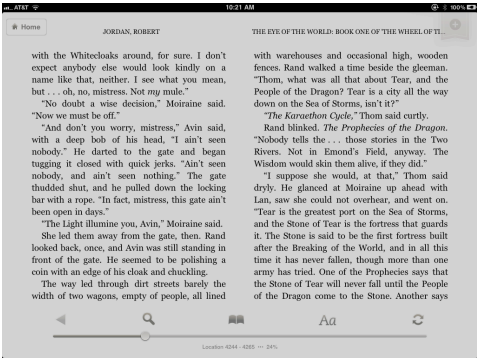 AT&T
10:21 AM
100%
Home
JORDAN, ROBERT
THE EYE OF THE WORLD: BOOK ONE OF THE WHEEL OF TI...
with the Whitecloaks around, for sure. I don't
expect anybody else would look kindly on a
name like that, neither. I see what you mean,
but . . . oh, no, mistress. Not my mule.”
“No doubt a wise decision,” Moiraine said.
“Now we must be off.”
“And don’t you worry, mistress,” Avin said,
with a deep bob of his head, “I ain’t seen
nobody.” He darted to the gate and began
tugging it closed with quick jerks. “Ain’t seen
nobody, and ain’t seen nothing.” The gate
thudded shut, and he pulled down the locking
bar with a rope. “In fact, mistress, this gate ain’t
been open in days.”
“The Light illumine you, Avin,” Moiraine said.
She led them away from the gate, then. Rand
looked back, once, and Avin was still standing in
front of the gate. He seemed to be polishing a
coin with an edge of his cloak and chuckling.
The way led through dirt streets barely the
width of two wagons, empty of people, all lined
with warehouses and occasional high, wooden
fences. Rand walked a time beside the gleeman.
“Thom, what was all that about Tear, and the
People of the Dragon? Tear is a city all the way
down on the Sea of Storms, isn’t it?”
“The Karaethon Cycle,” Thom said curtly.
Rand blinked. The Prophecies of the Dragon.
“Nobody tells the . . . those stories in the Two
Rivers. Not in Emond’s Field, anyway. The
Wisdom would skin them alive, if they did.”
“I suppose she would, at that,” Thom said
dryly. He glanced at Moiraine up ahead with
Lan, saw she could not overhear, and went on.
“Tear is the greatest port on the Sea of Storms,
and the Stone of Tear is the fortress that guards
it. The Stone is said to be the first fortress built
after the Breaking of the World, and in all this
time it has never fallen, though more than one
army has tried. One of the Prophecies says that
the Stone of Tear will never fall until the People
of the Dragon come to the Stone. Another says
Aa
Location 4244 - 4265 ••• 24%